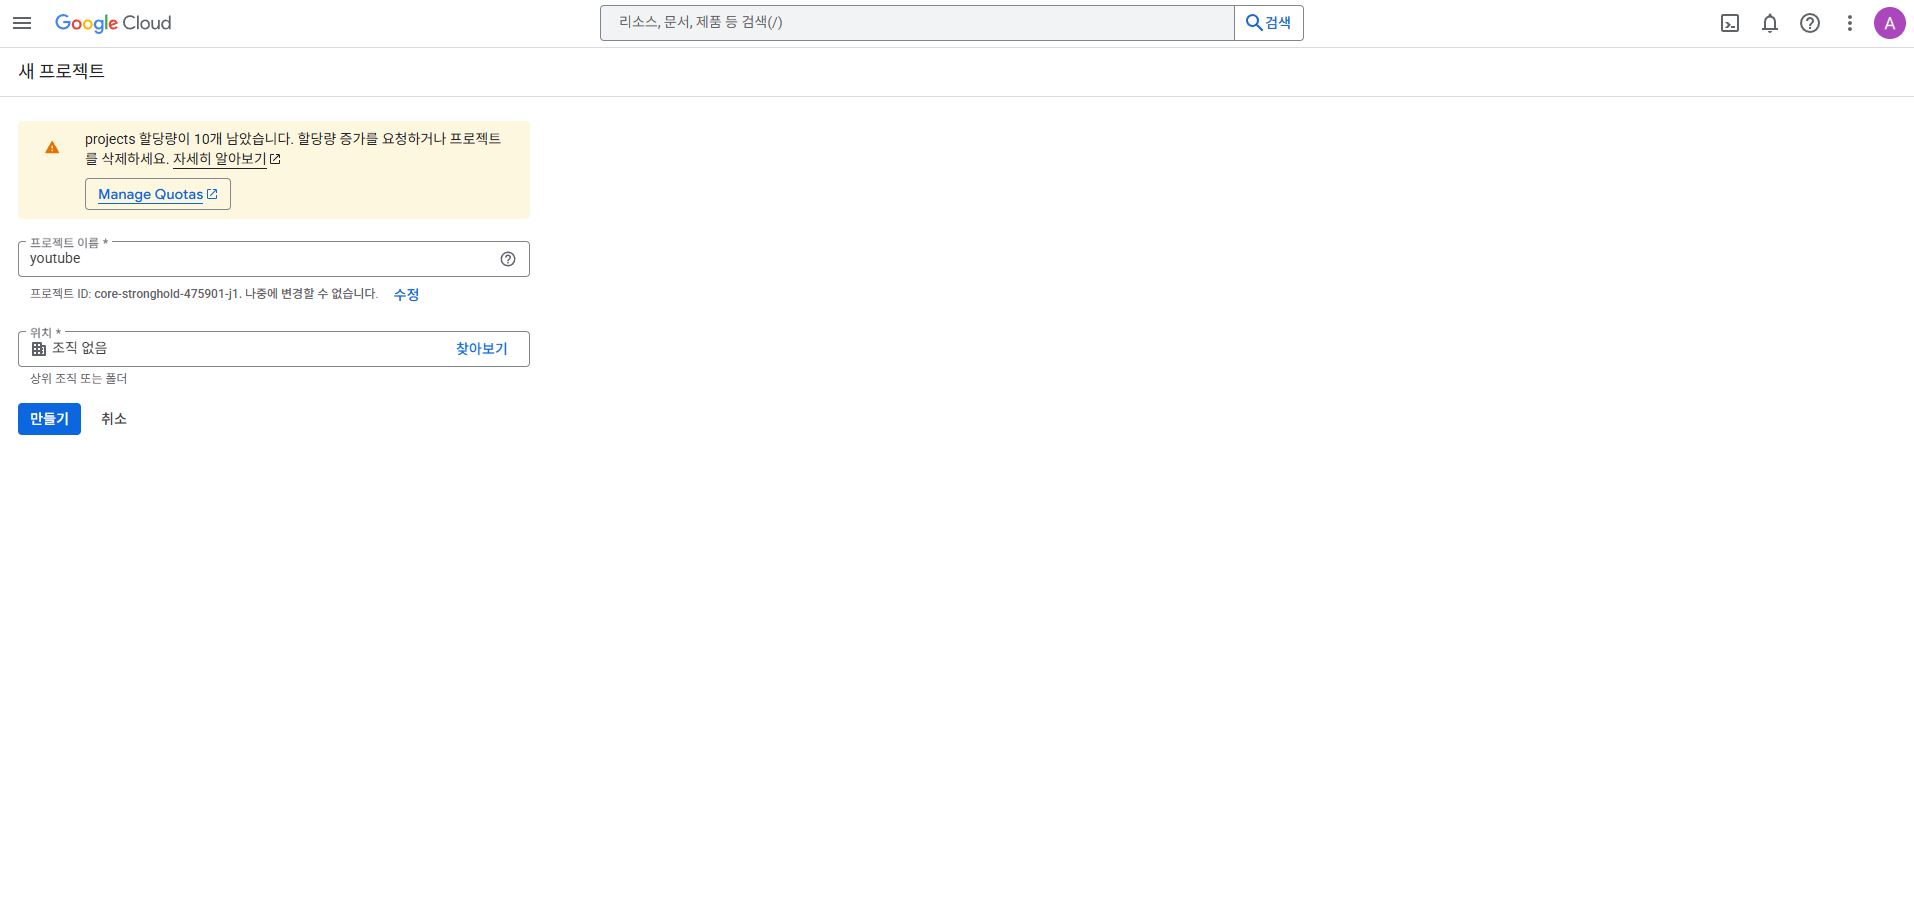 Google Cloud
리소스, 문서, 제품 등 검색(/)
검색
A
새 프로젝트
projects 할당량이 10개 남았습니다. 할당량 증가를 요청하거나 프로젝트
를 삭제하세요. 자세히 알아보기
Manage Quotas
프로젝트 이름 *
youtube
프로젝트 ID: core-stronghold-475901-j1. 나중에 변경할 수 없습니다. 수정
위치 *
조직 없음 찾아보기
상위 조직 또는 폴더
만들기 취소